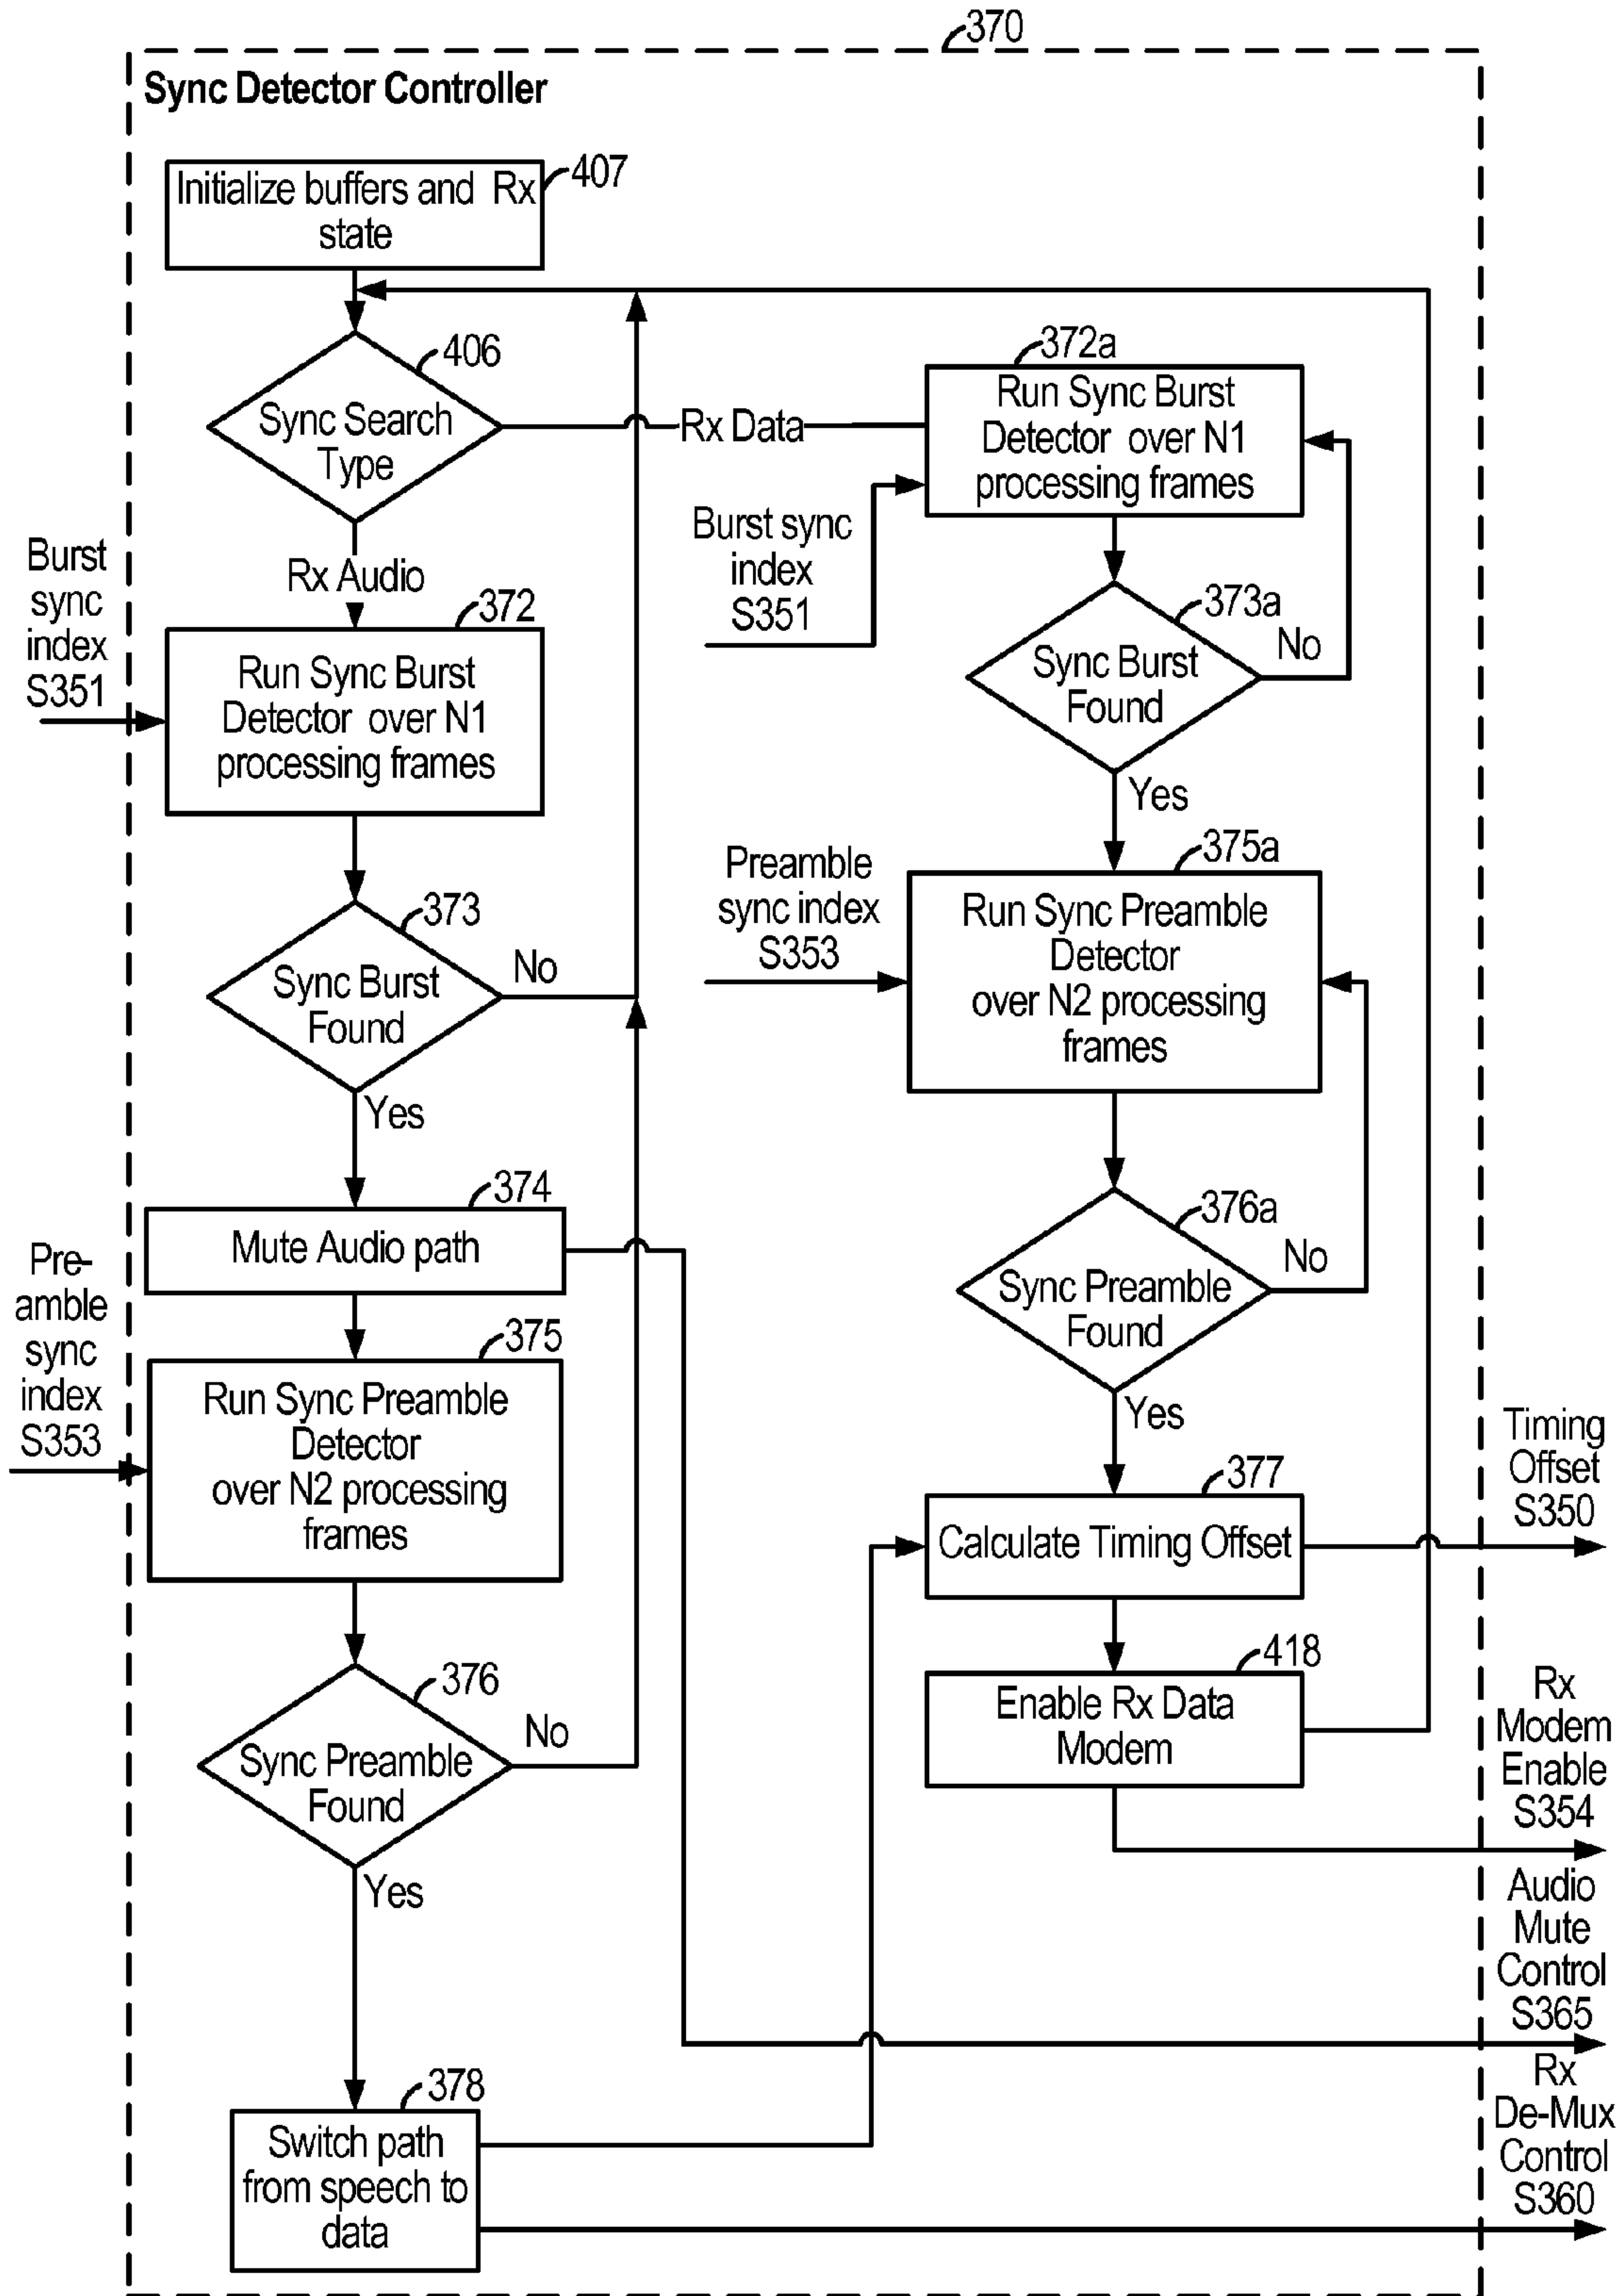 370
Sync Detector Controller
Initialize buffers and Rx
state
407
406
Sync Search
Type
Rx Data
Rx Audio
Burst
sync
index
S351
372
Run Sync Burst
Detector over N1
processing frames
373
Sync Burst
Found
No
Yes
374
Mute Audio path
Pre-
amble
sync
index
S353
375
Run Sync Preamble
Detector
over N2 processing
frames
376
Sync Preamble
Found
No
Yes
378
Switch path
from speech to
data
372a
Run Sync Burst
Detector over N1
processing frames
Burst sync
index
S351
373a
Sync Burst
Found
No
Yes
Preamble
sync index
S353
375a
Run Sync Preamble
Detector
over N2 processing
frames
376a
Sync Preamble
Found
No
Yes
377
Calculate Timing Offset
418
Enable Rx Data
Modem
Timing
Offset
S350
Rx
Modem
Enable
S354
Audio
Mute
Control
S365
Rx
De-Mux
Control
S360